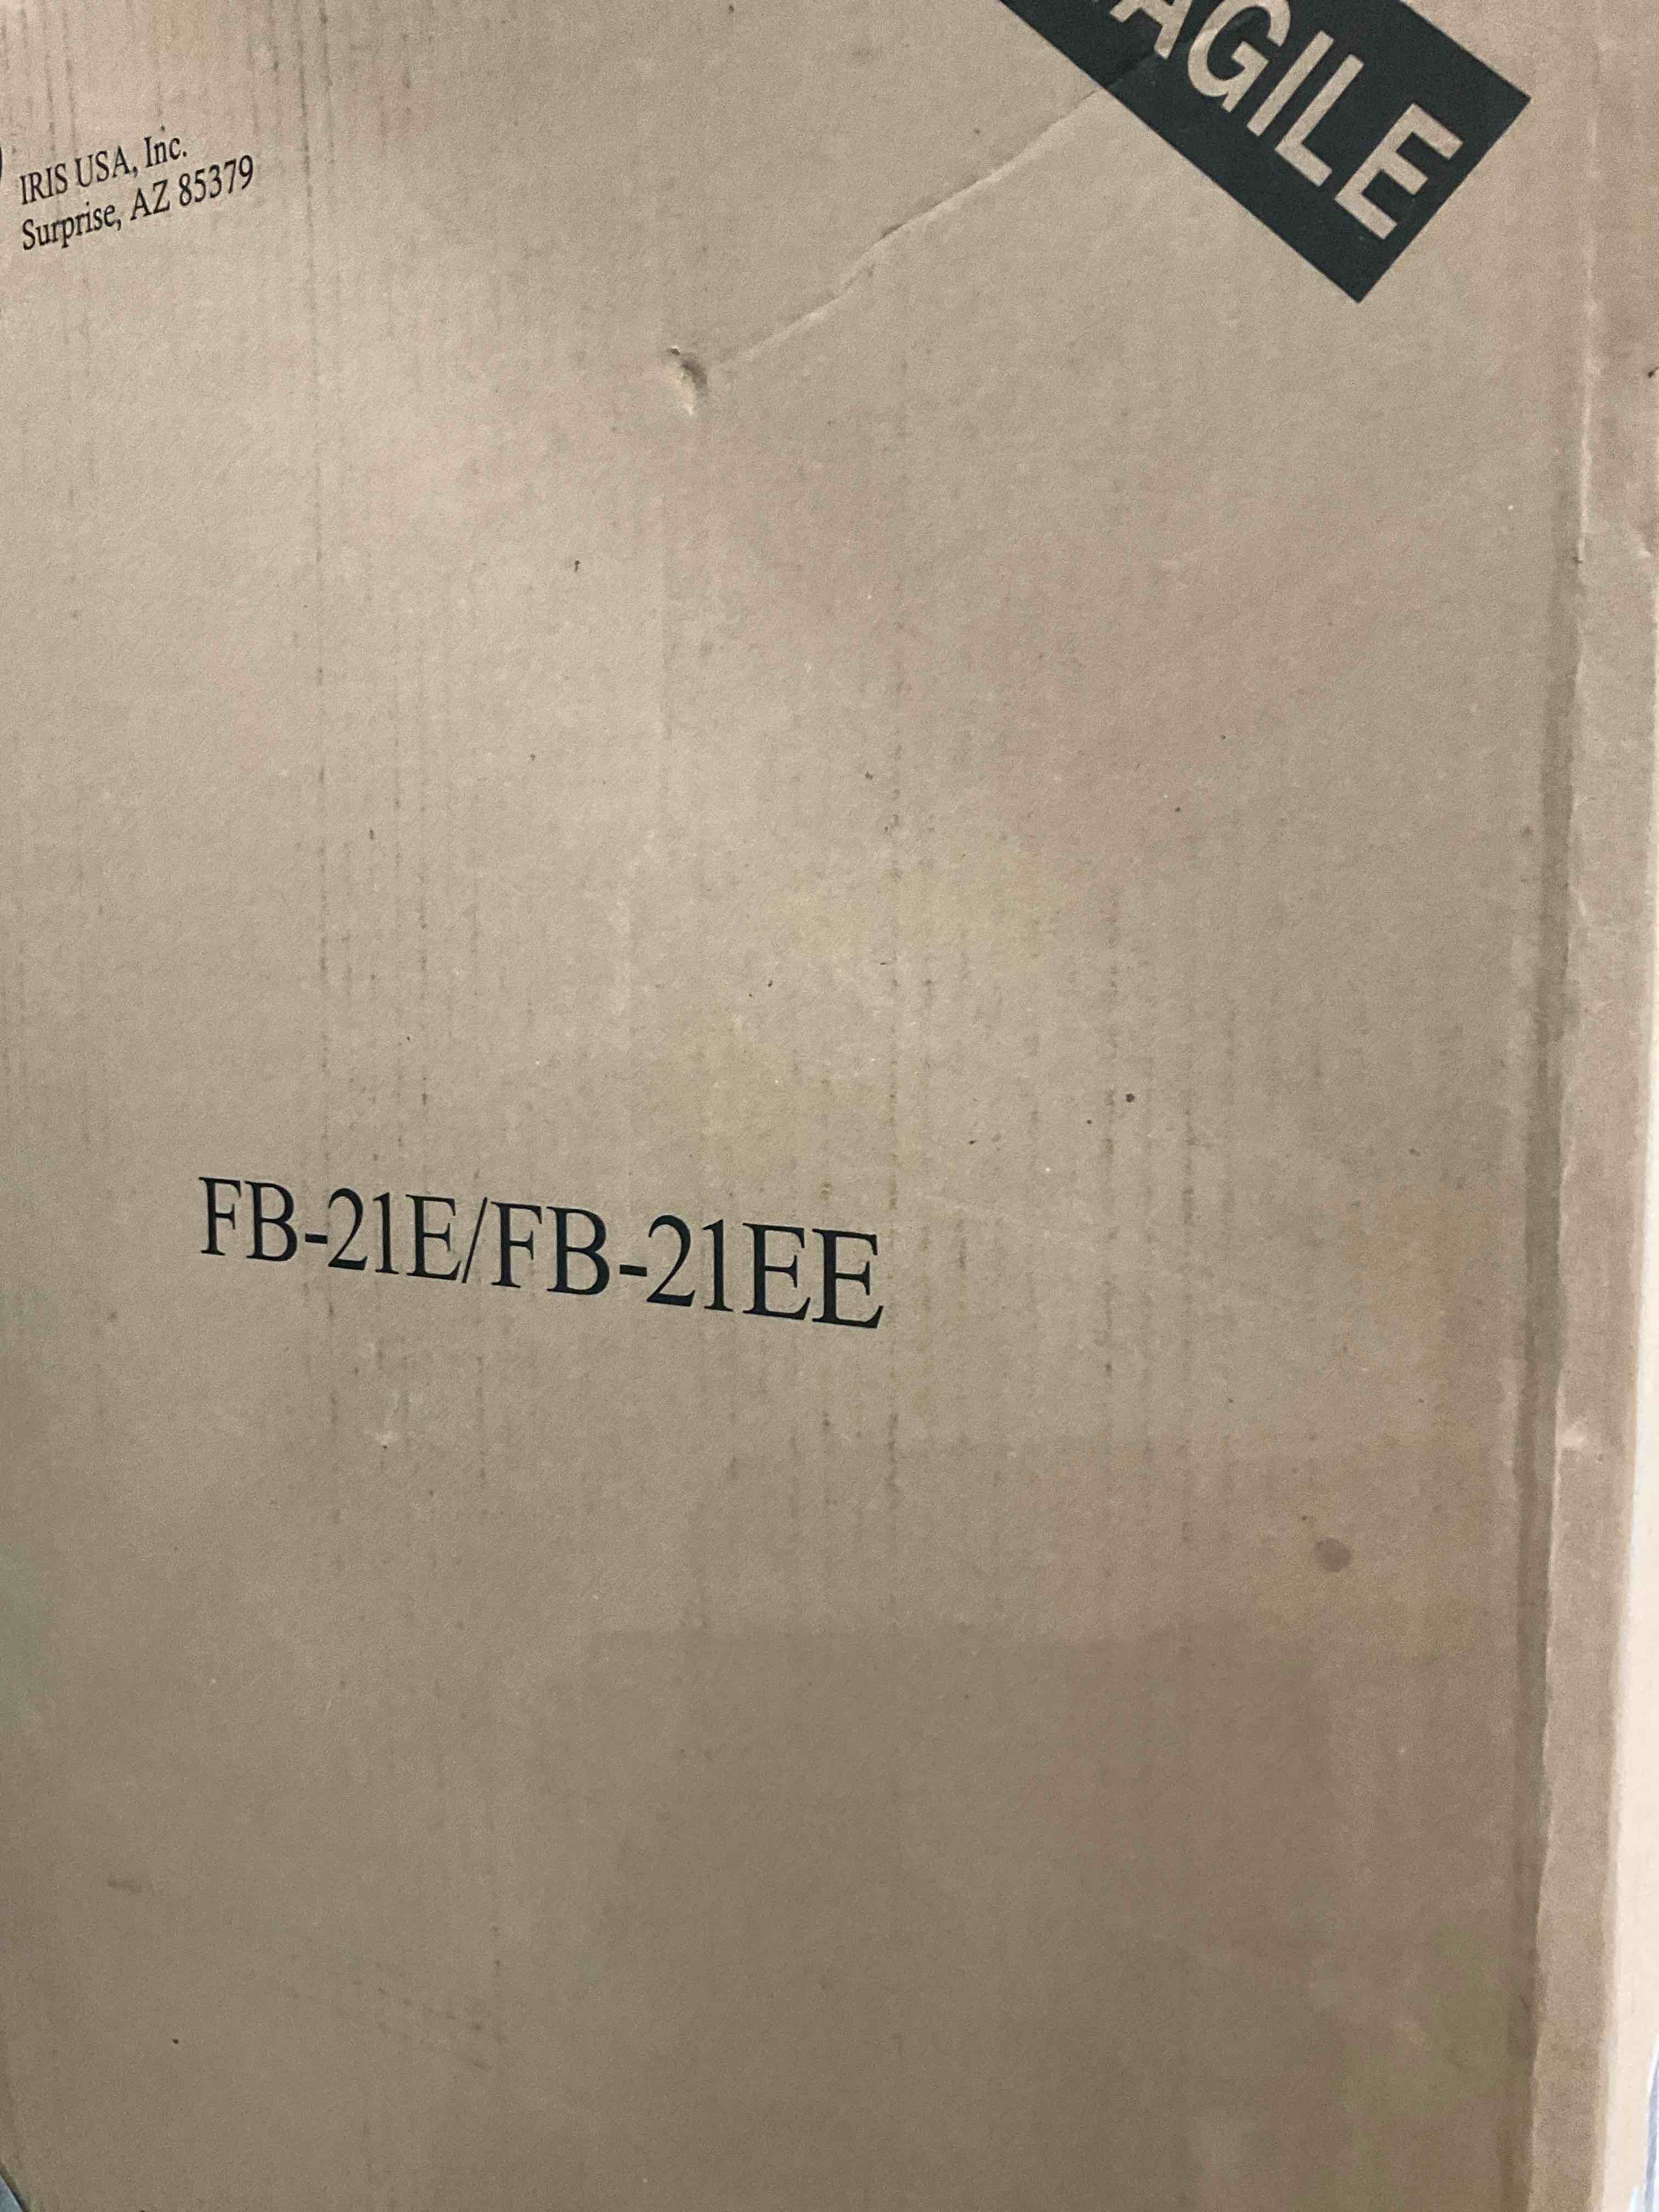 AGILE
IRIS USA, Inc.
Surprise, AZ 85379
FB-21E/FB-21EE